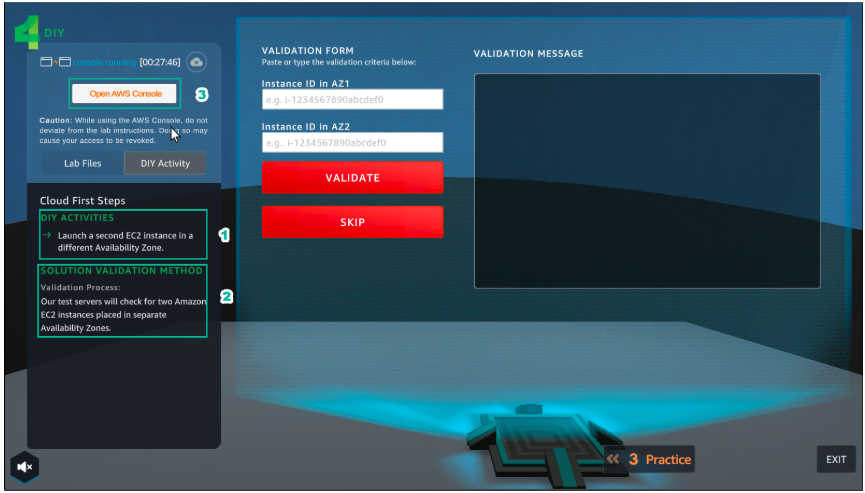 4 DIY
console running [00:27:46]
Open AWS Console
3
Caution: While using the AWS Console, do not
deviate from the lab instructions. Doing so may
cause your access to be revoked.
Lab Files
DIY Activity
Cloud First Steps
DIY ACTIVITIES
→ Launch a second EC2 instance in a
different Availability Zone.
1
SOLUTION VALIDATION METHOD
Validation Process:
2
Our test servers will check for two Amazon
EC2 instances placed in separate
Availability Zones.
VALIDATION FORM
Paste or type the validation criteria below:
Instance ID in AZ1
e.g. i-1234567890abcdef0
Instance ID in AZ2
e.g.. i-1234567890abcdef0
VALIDATE
SKIP
VALIDATION MESSAGE
3 Practice
EXIT